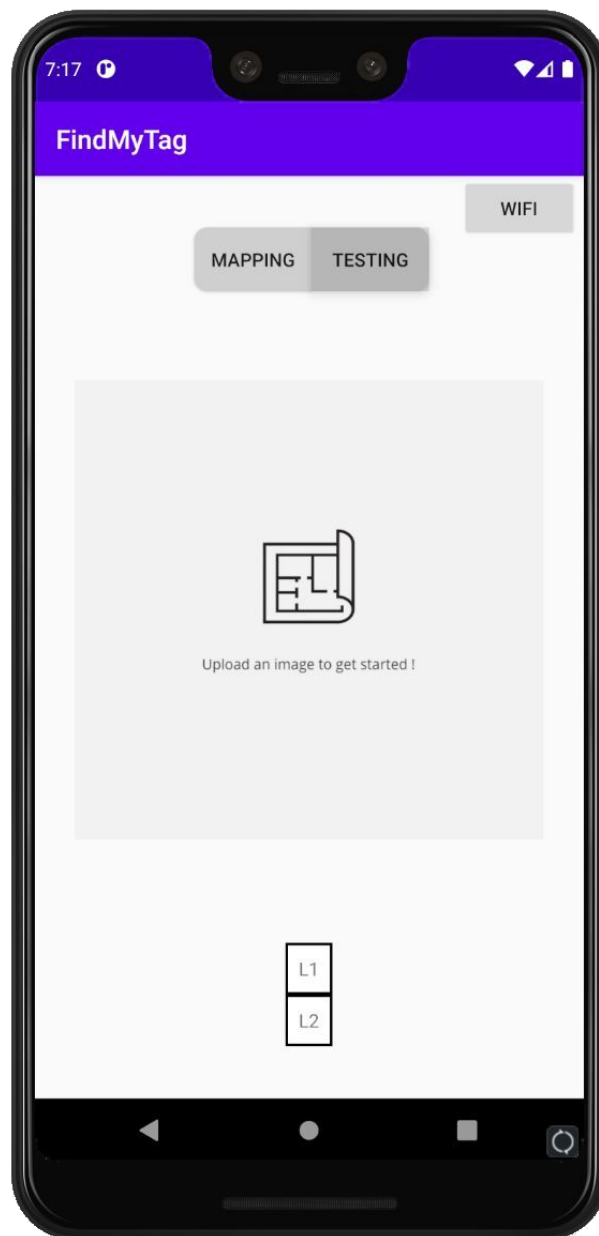 7:17
FindMyTag
WIFI
MAPPING TESTING
Upload an image to get started !
L1
L2